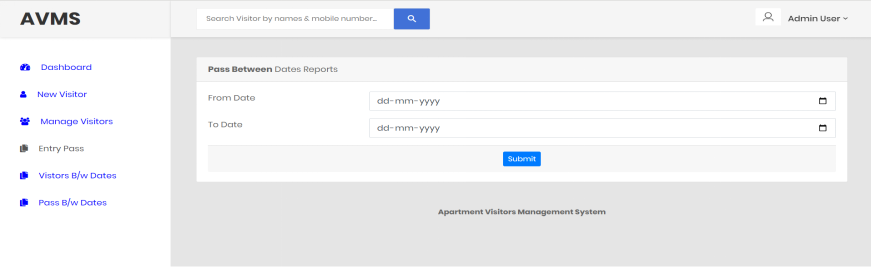 AVMS
Search Visitor by names & mobile number...
Admin User
Dashboard
New Visitor
Manage Visitors
Entry Pass
Vistors B/w Dates
Pass B/w Dates
Pass Between Dates Reports
From Date
dd-mm-yyyy
To Date
dd-mm-yyyy
Submit
Apartment Visitors Management System